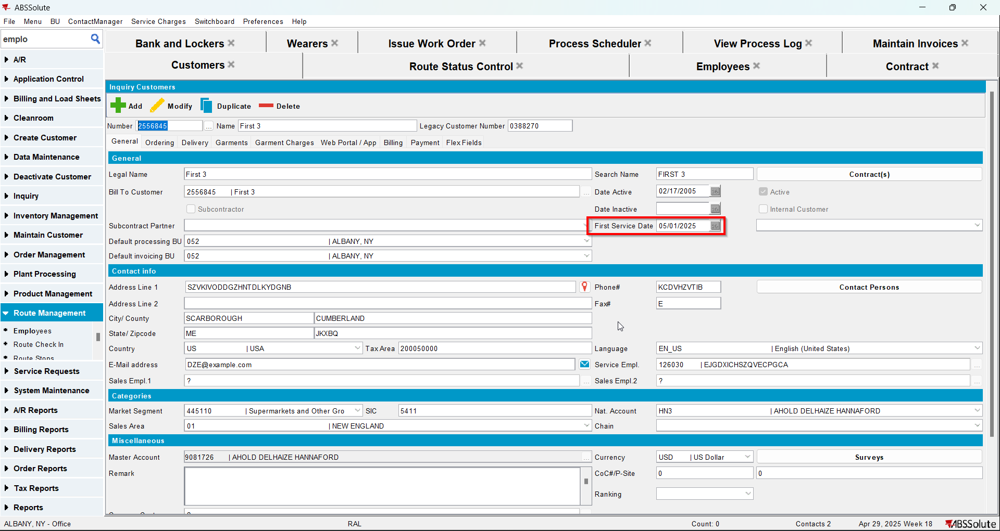 ABSSolute
File Menu BU ContactManager Service Charges Switchboard Preferences Help
emplo
Bank and Lockers Wearers Issue Work Order Process Scheduler View Process Log Maintain Invoices
Customers Route Status Control Employees Contract
A/R
Application Control
Billing and Load Sheets
Cleanroom
Create Customer
Data Maintenance
Deactivate Customer
Inquiry
Inventory Management
Maintain Customer
Order Management
Plant Processing
Product Management
Route Management
Employees
Route Check In
Route Stops
Service Requests
System Maintenance
A/R Reports
Billing Reports
Delivery Reports
Order Reports
Tax Reports
Reports
Inquiry Customers
Add Modify Duplicate Delete
Number 2556845 ... Name First 3 Legacy Customer Number 0388270
General Ordering Delivery Garments Garment Charges Web Portal / App Billing Payment Flex Fields
General
Legal Name First 3 Search Name FIRST 3 Contract(s)
Bill To Customer 2556845 | First 3 ... Date Active 02/17/2005 16 Active
Subcontractor Date Inactive 16 Internal Customer
Subcontract Partner First Service Date 05/01/2025 16
Default processing BU 052 | ALBANY, NY
Default invoicing BU 052 | ALBANY, NY
Contact info
Address Line 1 SZVKIVODDGZHNTDLKYDGNB Phone# KCDVHZVTIB Contact Persons
Address Line 2 Fax# E
City/ County SCARBOROUGH CUMBERLAND
State/ Zipcode ME JKXBQ
Country US | USA Tax Area 200050000 Language EN_US | English (United States)
E-Mail address DZE@example.com Service Empl. 126030 | EJGDXICHSZQVECPGCA ...
Sales Empl.1 ? ... Sales Empl.2 ? ...
Categories
Market Segment 445110 | Supermarkets and Other Gro SIC 5411 Nat. Account HN3 | AHOLD DELHAIZE HANNAFORD
Sales Area 01 | NEW ENGLAND Chain
Miscellaneous
Master Account 9081726 | AHOLD DELHAIZE HANNAFORD ... Currency USD | US Dollar Surveys
Remark CoC#/P-Site 0 0
Ranking
ALBANY, NY - Office RAL Count: 0 Contacts 2 Apr 29, 2025 Week 18 ABSSolute